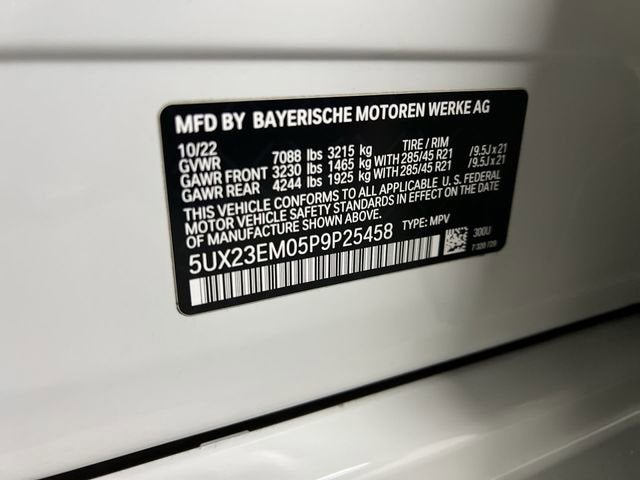 MFD BY BAYERISCHE MOTOREN WERKE AG
10/22 TIRE / RIM
GVWR 7088 lbs 3215 kg
GAWR FRONT 3230 lbs 1465 kg WITH 285/45 R21 /9.5J x 21
GAWR REAR 4244 lbs 1925 kg WITH 285/45 R21 /9.5J x 21
THIS VEHICLE CONFORMS TO ALL APPLICABLE U. S. FEDERAL
MOTOR VEHICLE SAFETY STANDARDS IN EFFECT ON THE DATE
OF MANUFACTURE SHOWN ABOVE.
5UX23EM05P9P25458 TYPE: MPV
300U